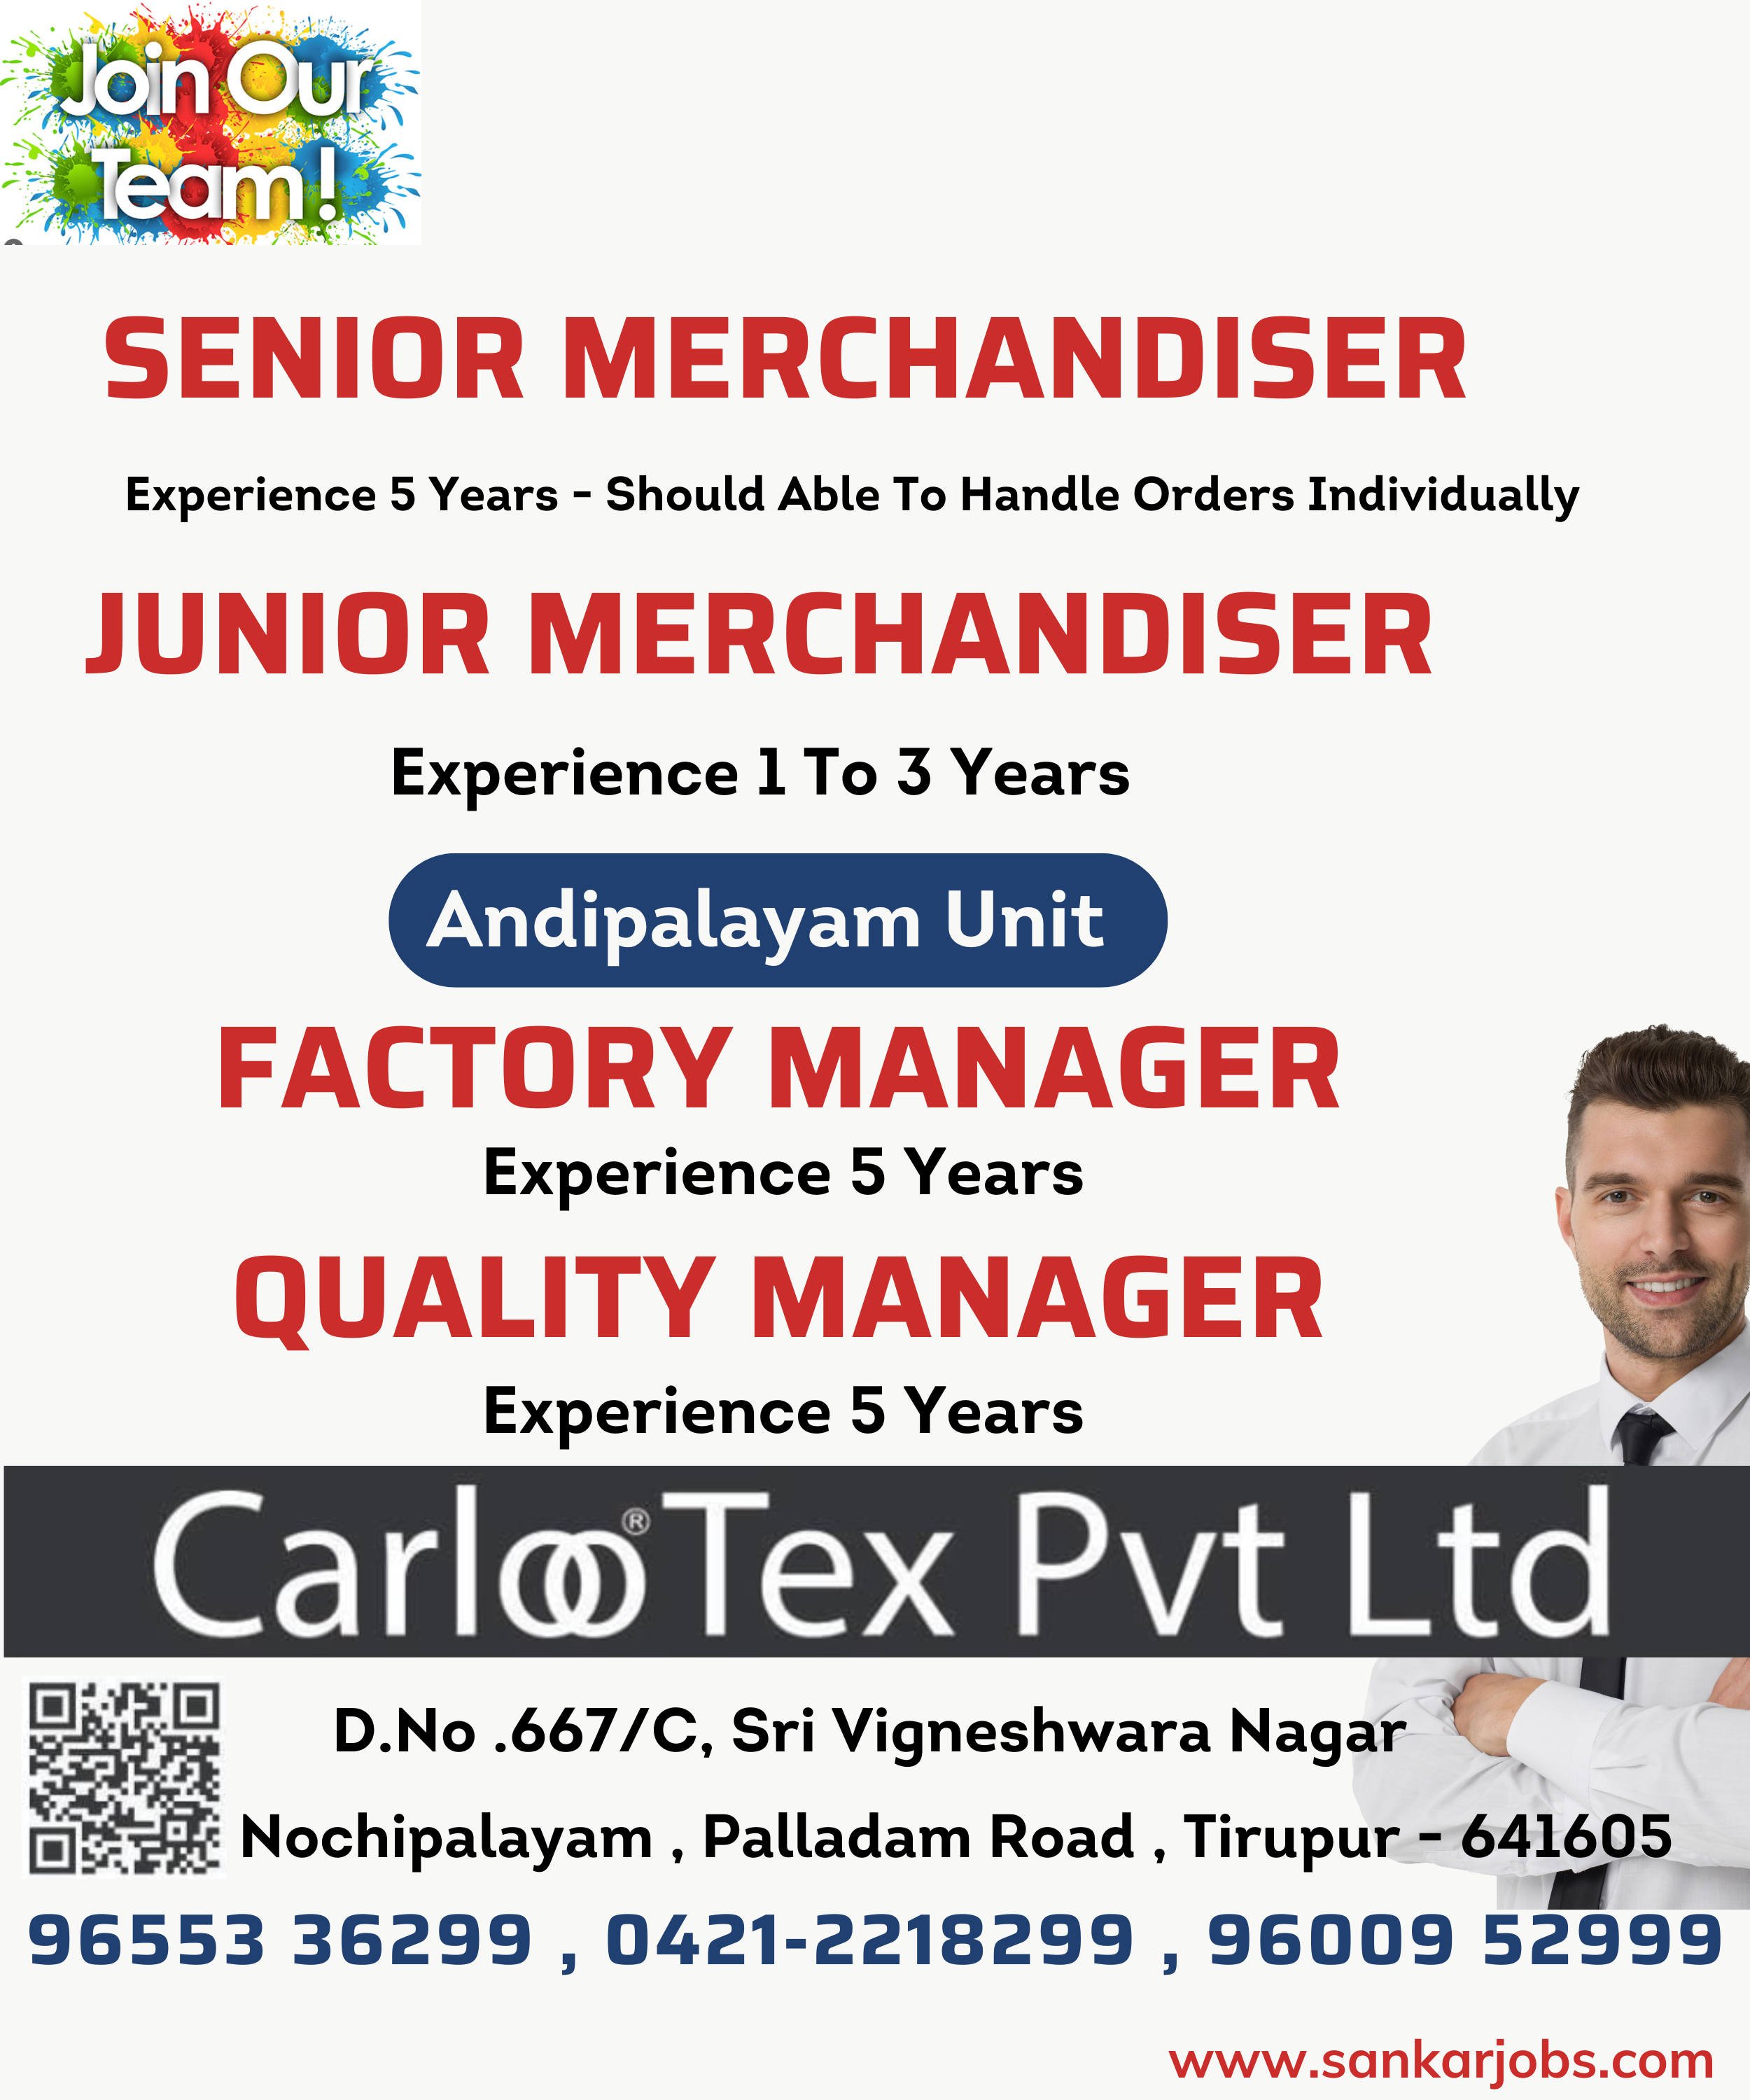 Join Our
Team!
SENIOR MERCHANDISER
Experience 5 Years - Should Able To Handle Orders Individually
JUNIOR MERCHANDISER
Experience 1 To 3 Years
Andipalayam Unit
FACTORY MANAGER
Experience 5 Years
QUALITY MANAGER
Experience 5 Years
Carloo® Tex Pvt Ltd
D.No .667/C, Sri Vigneshwara Nagar
Nochipalayam , Palladam Road , Tirupur - 641605
96553 36299 , 0421-2218299 , 96009 52999
www.sankarjobs.com